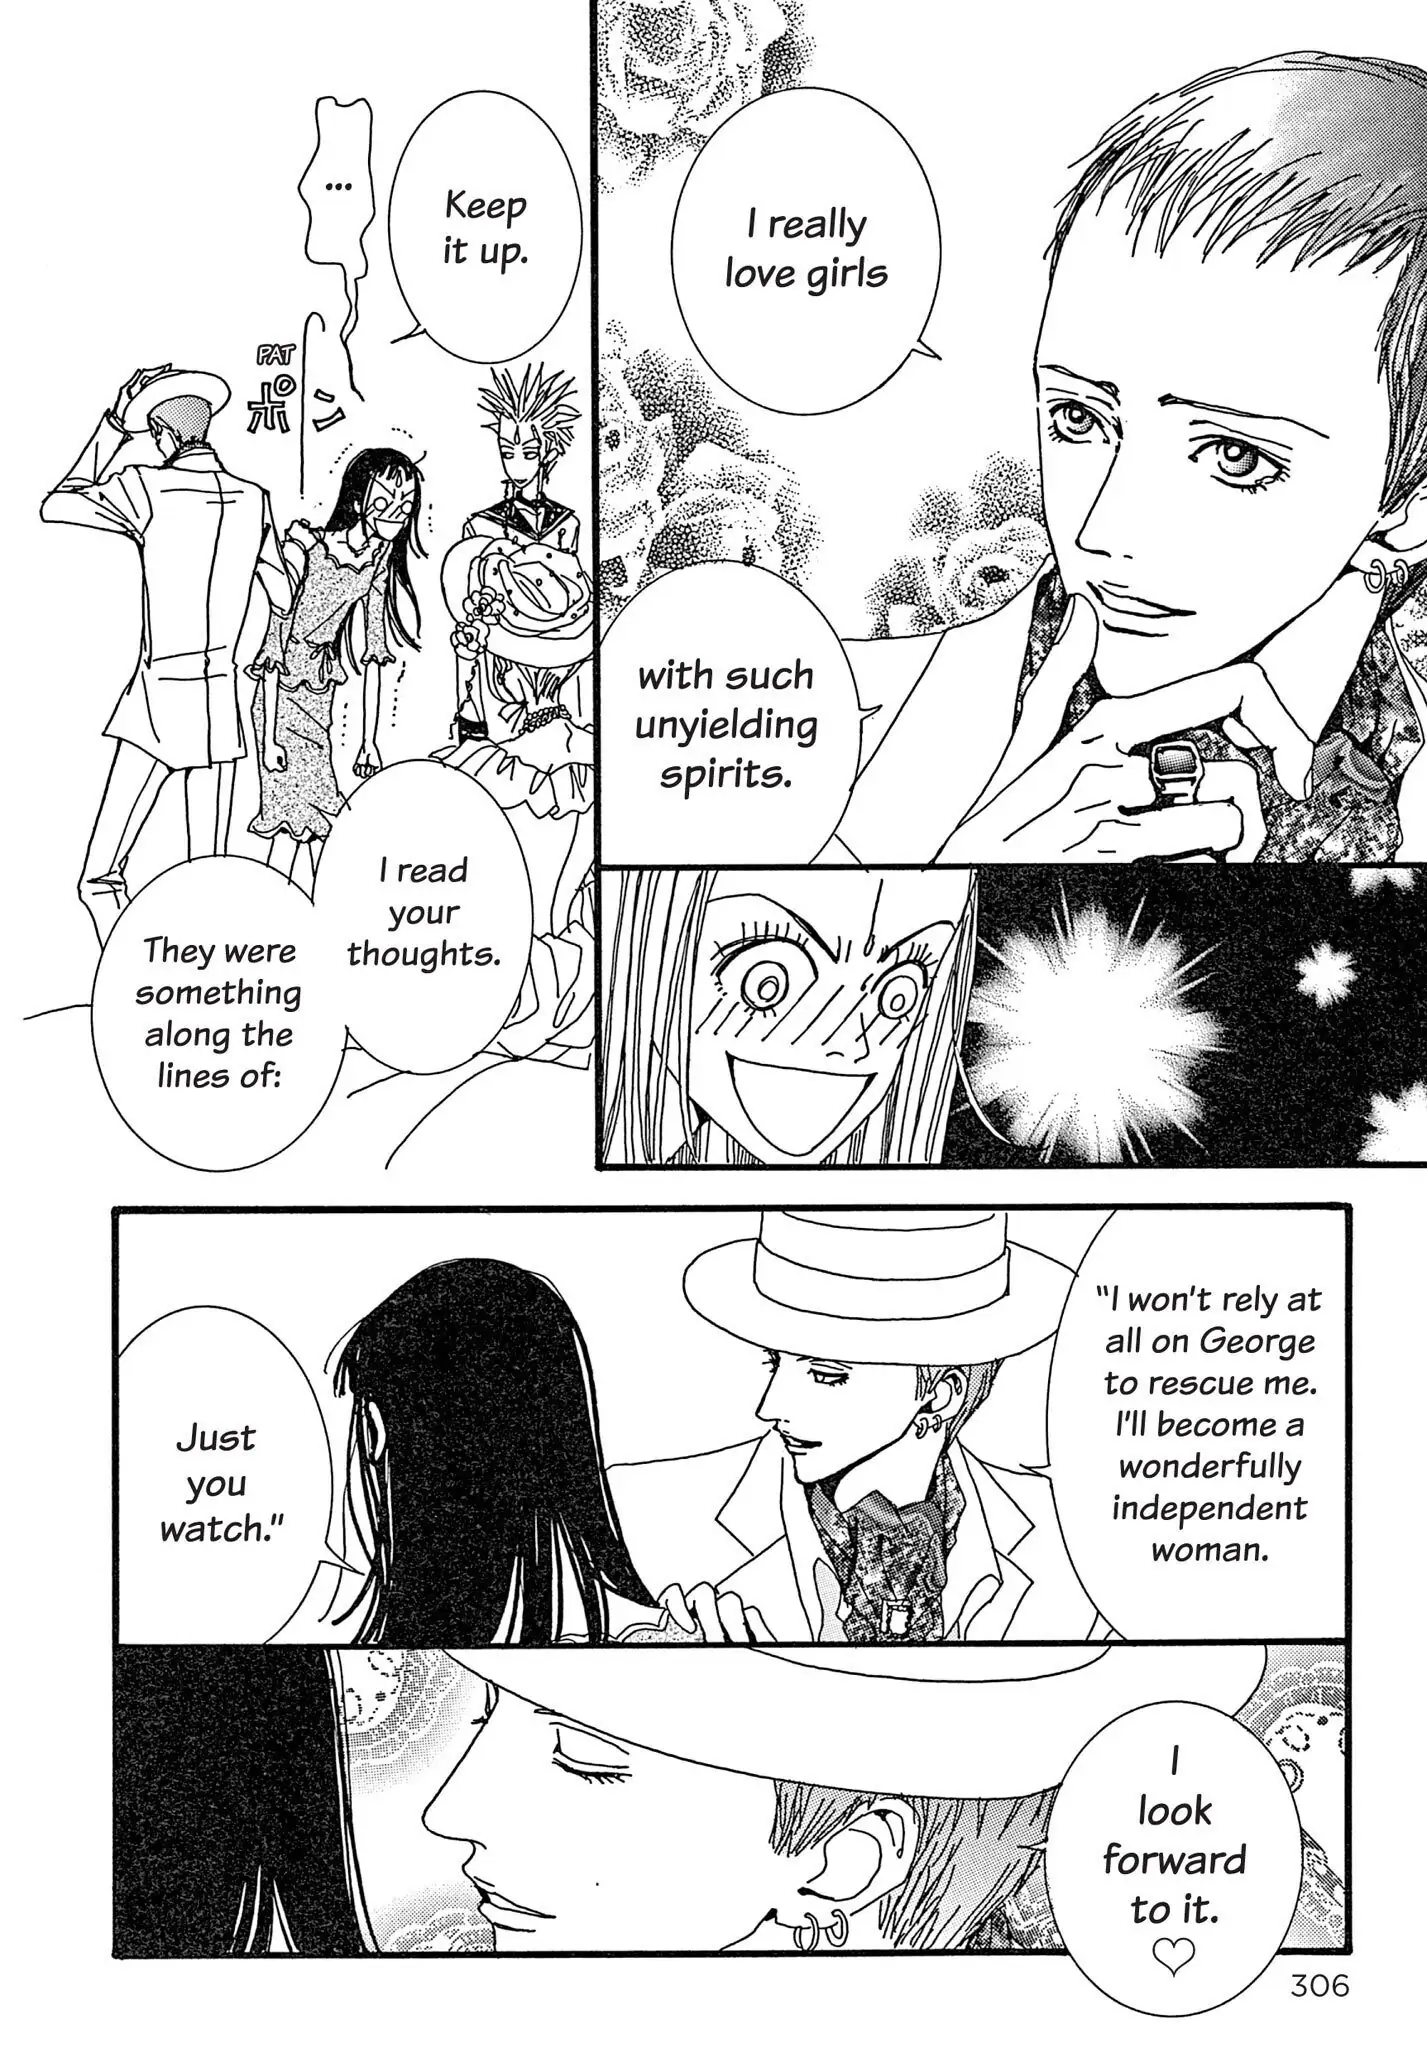 I really
love girls
with such
unyielding
spirits.
Keep
it up.
...
PAT
ポン
I read
your
thoughts.
They were
something
along the
lines of:
"I won't rely at
all on George
to rescue me.
I'll become a
wonderfully
independent
woman.
Just
you
watch."
I
look
forward
to it.
♡
306